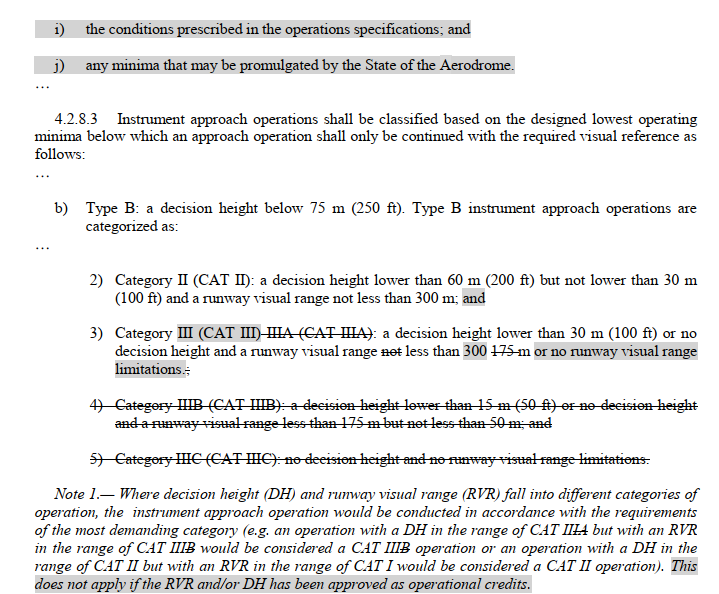 i) the conditions prescribed in the operations specifications; and
j) any minima that may be promulgated by the State of the Aerodrome.
…
4.2.8.3 Instrument approach operations shall be classified based on the designed lowest operating
minima below which an approach operation shall only be continued with the required visual reference as
follows:
…
b) Type B: a decision height below 75 m (250 ft). Type B instrument approach operations are
categorized as:
…
2) Category II (CAT II): a decision height lower than 60 m (200 ft) but not lower than 30 m
(100 ft) and a runway visual range not less than 300 m; and
3) Category III (CAT III) IIIA (CAT IIIA): a decision height lower than 30 m (100 ft) or no
decision height and a runway visual range not less than 300 175 m or no runway visual range
limitations.;
4) Category IIIB (CAT IIIB): a decision height lower than 15 m (50 ft) or no decision height
and a runway visual range less than 175 m but not less than 50 m; and
5) Category IIIC (CAT IIIC): no decision height and no runway visual range limitations.
Note 1.— Where decision height (DH) and runway visual range (RVR) fall into different categories of
operation, the instrument approach operation would be conducted in accordance with the requirements
of the most demanding category (e.g. an operation with a DH in the range of CAT IIIA but with an RVR
in the range of CAT IIIB would be considered a CAT IIIB operation or an operation with a DH in the
range of CAT II but with an RVR in the range of CAT I would be considered a CAT II operation). This
does not apply if the RVR and/or DH has been approved as operational credits.